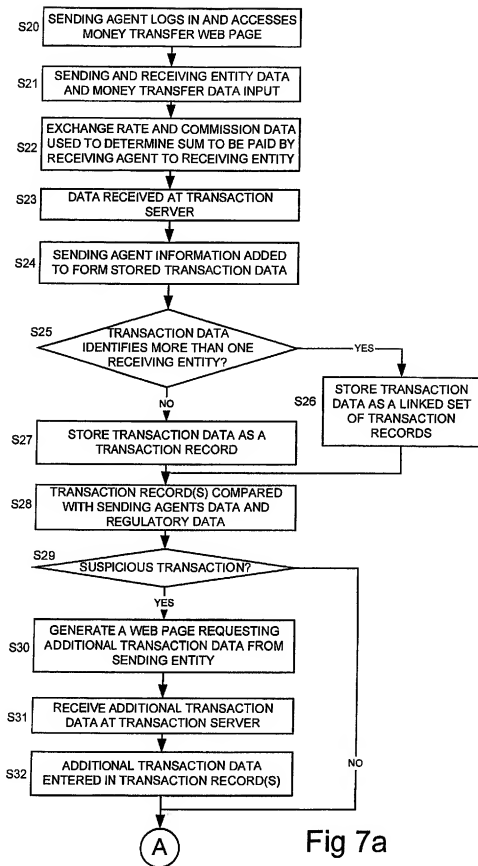 S20
SENDING AGENT LOGS IN AND ACCESSES
MONEY TRANSFER WEB PAGE
S21
SENDING AND RECEIVING ENTITY DATA
AND MONEY TRANSFER DATA INPUT
S22
EXCHANGE RATE AND COMMISSION DATA
USED TO DETERMINE SUM TO BE PAID BY
RECEIVING AGENT TO RECEIVING ENTITY
S23
DATA RECEIVED AT TRANSACTION
SERVER
S24
SENDING AGENT INFORMATION ADDED
TO FORM STORED TRANSACTION DATA
S25
TRANSACTION DATA
IDENTIFIES MORE THAN ONE
RECEIVING ENTITY?
YES
S26
STORE TRANSACTION
DATA AS A LINKED SET
OF TRANSACTION
RECORDS
NO
S27
STORE TRANSACTION DATA AS A
TRANSACTION RECORD
S28
TRANSACTION RECORD(S) COMPARED
WITH SENDING AGENTS DATA AND
REGULATORY DATA
S29
SUSPICIOUS TRANSACTION?
YES
S30
GENERATE A WEB PAGE REQUESTING
ADDITIONAL TRANSACTION DATA FROM
SENDING ENTITY
S31
RECEIVE ADDITIONAL TRANSACTION
DATA AT TRANSACTION SERVER
S32
ADDITIONAL TRANSACTION DATA
ENTERED IN TRANSACTION RECORD(S)
NO
A
Fig 7a